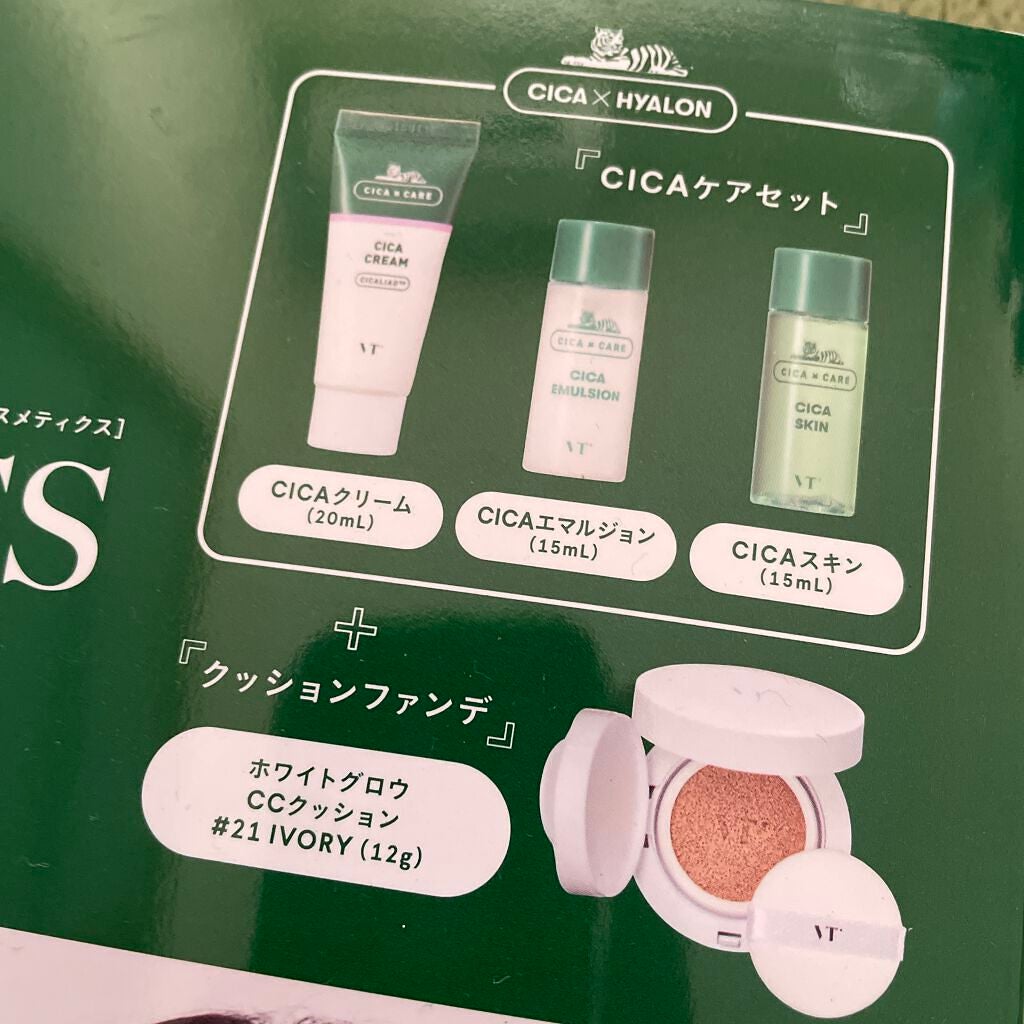 CICA×HYALON
『CICAケアセット』
CICA×CARE
CICA
CREAM
CICALIAD™
VT
CICA×CARE
CICA
EMULSION
VT
CICA×CARE
CICA
SKIN
VT
CICAクリーム
(20mL)
CICAエマルジョン
(15mL)
CICAスキン
(15mL)
スメティクス]
CS
+
『クッションファンデ』
ホワイトグロウ
CCクッション
#21 IVORY (12g)
VT